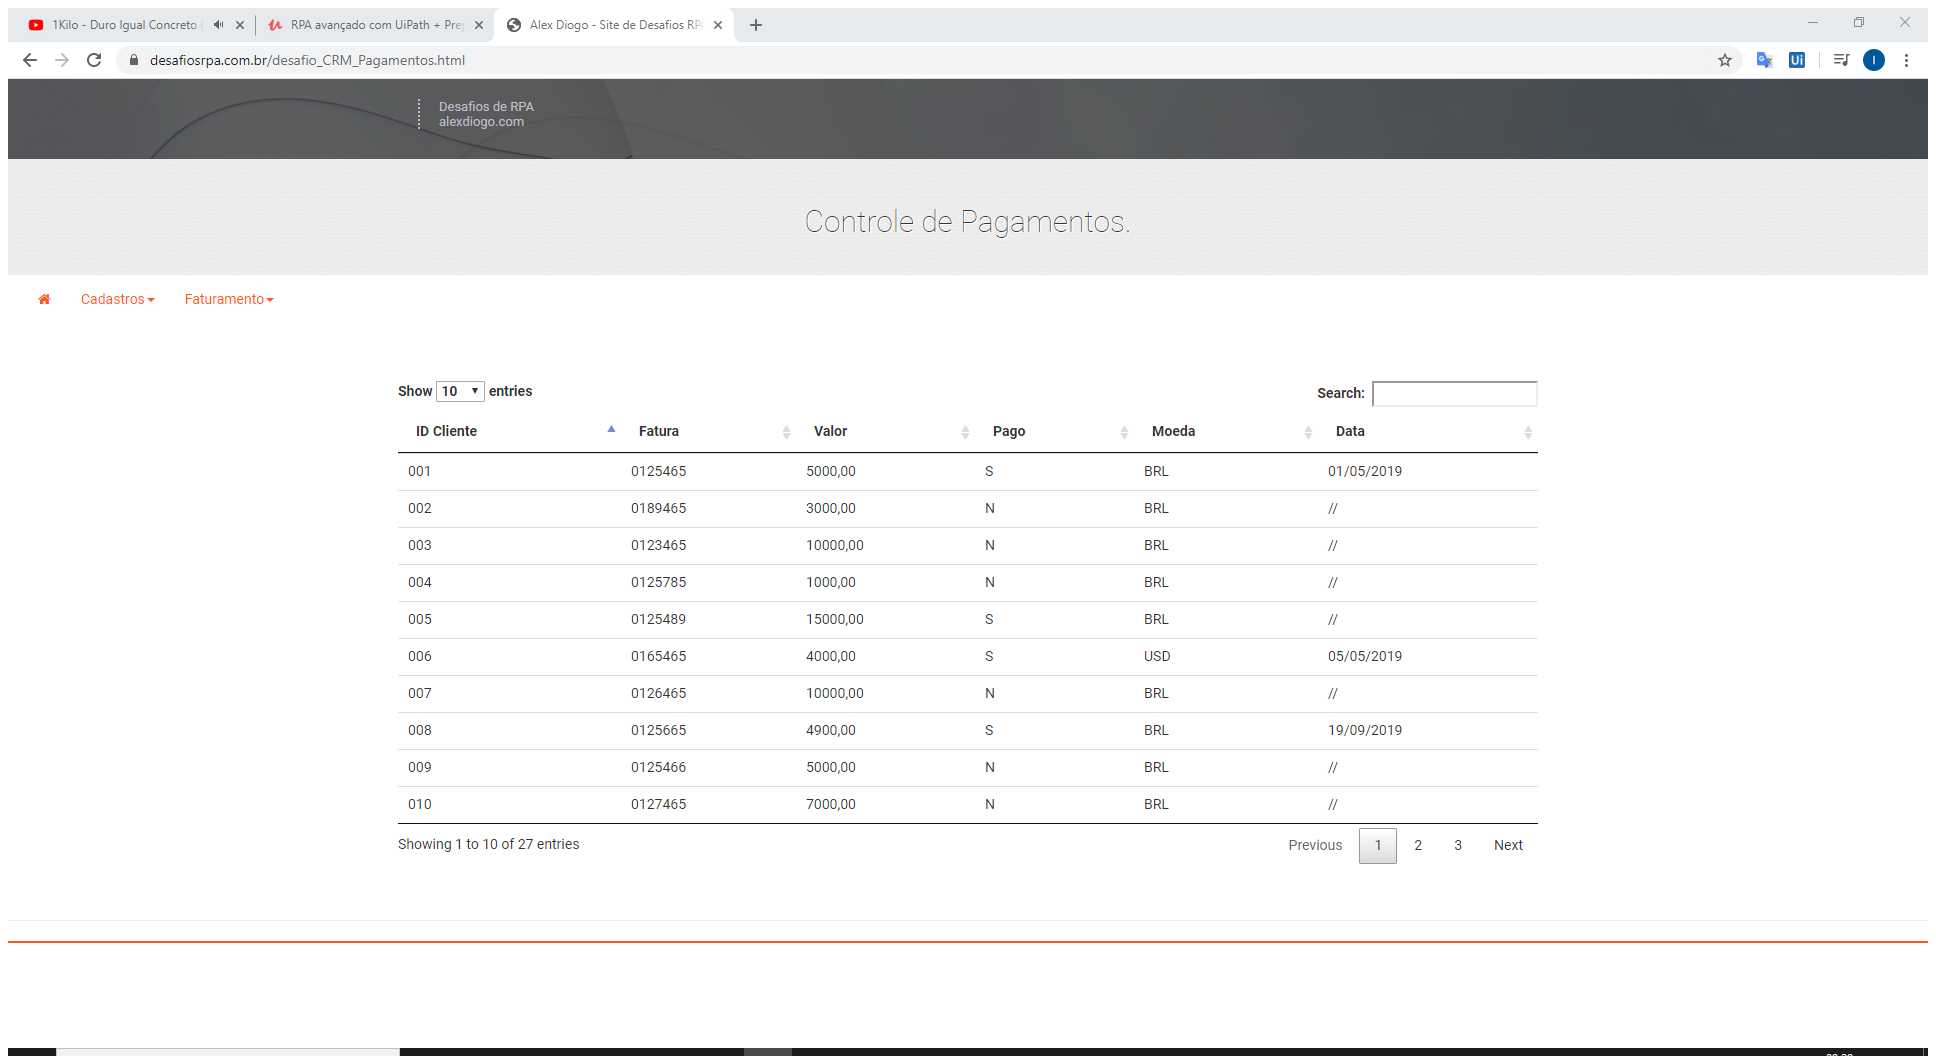 1Kilo - Duro Igual Concreto
RPA avançado com UiPath + Prep
Alex Diogo - Site de Desafios RPA
desafiosrpa.com.br/desafio_CRM_Pagamentos.html
Ui
I
Desafios de RPA
alexdiogo.com
Controle de Pagamentos.
Cadastros Faturamento
Show 10 entries Search:
ID Cliente Fatura Valor Pago Moeda Data
001 0125465 5000,00 S BRL 01/05/2019
002 0189465 3000,00 N BRL //
003 0123465 10000,00 N BRL //
004 0125785 1000,00 N BRL //
005 0125489 15000,00 S BRL //
006 0165465 4000,00 S USD 05/05/2019
007 0126465 10000,00 N BRL //
008 0125665 4900,00 S BRL 19/09/2019
009 0125466 5000,00 N BRL //
010 0127465 7000,00 N BRL //
Showing 1 to 10 of 27 entries Previous 1 2 3 Next